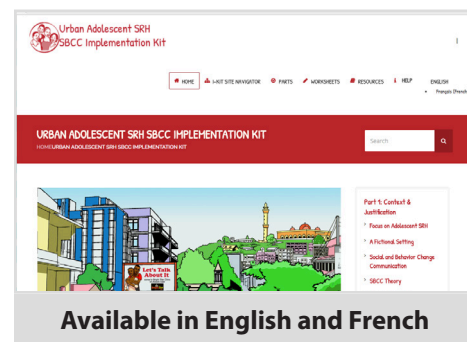 Urban Adolescent SRH
SBCC Implementation Kit
HOME
I-KIT SITE NAVIGATOR
PARTS
WORKSHEETS
RESOURCES
HELP
ENGLISH
Français (French
URBAN ADOLESCENT SRH SBCC IMPLEMENTATION KIT
HOMEURBAN ADOLESCENT SRH SBCC IMPLEMENTATION KIT
Search
Part 1: Context &
Justification
Focus on Adolescent SRH
A Fictional Setting
Social and Behavior Change
Communication
SBCC Theory
Let's Talk
About It
Available in English and French